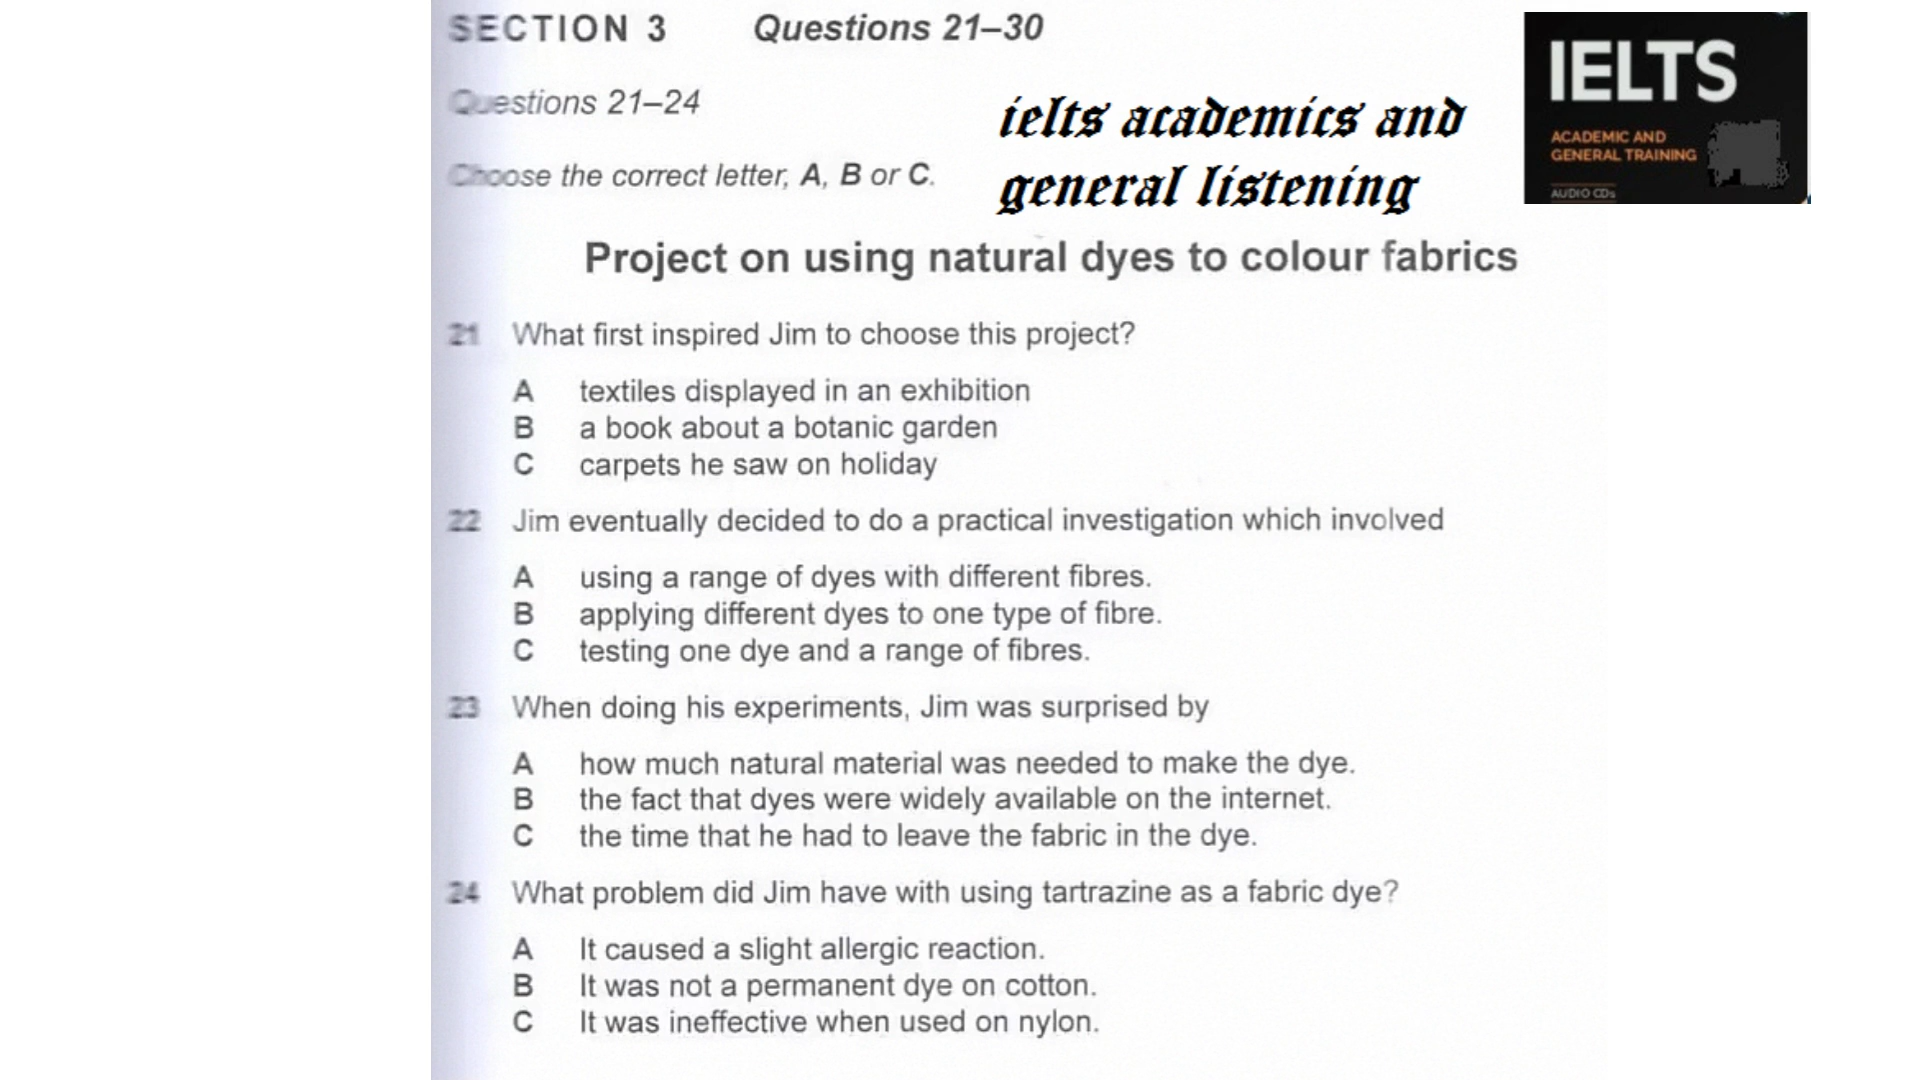 SECTION 3 Questions 21–30
Questions 21–24
Choose the correct letter, A, B or C.
ielts academics and
general listening
IELTS
ACADEMIC AND
GENERAL TRAINING
AUDIO CDs
Project on using natural dyes to colour fabrics
21 What first inspired Jim to choose this project?
A textiles displayed in an exhibition
B a book about a botanic garden
C carpets he saw on holiday
22 Jim eventually decided to do a practical investigation which involved
A using a range of dyes with different fibres.
B applying different dyes to one type of fibre.
C testing one dye and a range of fibres.
23 When doing his experiments, Jim was surprised by
A how much natural material was needed to make the dye.
B the fact that dyes were widely available on the internet.
C the time that he had to leave the fabric in the dye.
24 What problem did Jim have with using tartrazine as a fabric dye?
A It caused a slight allergic reaction.
B It was not a permanent dye on cotton.
C It was ineffective when used on nylon.